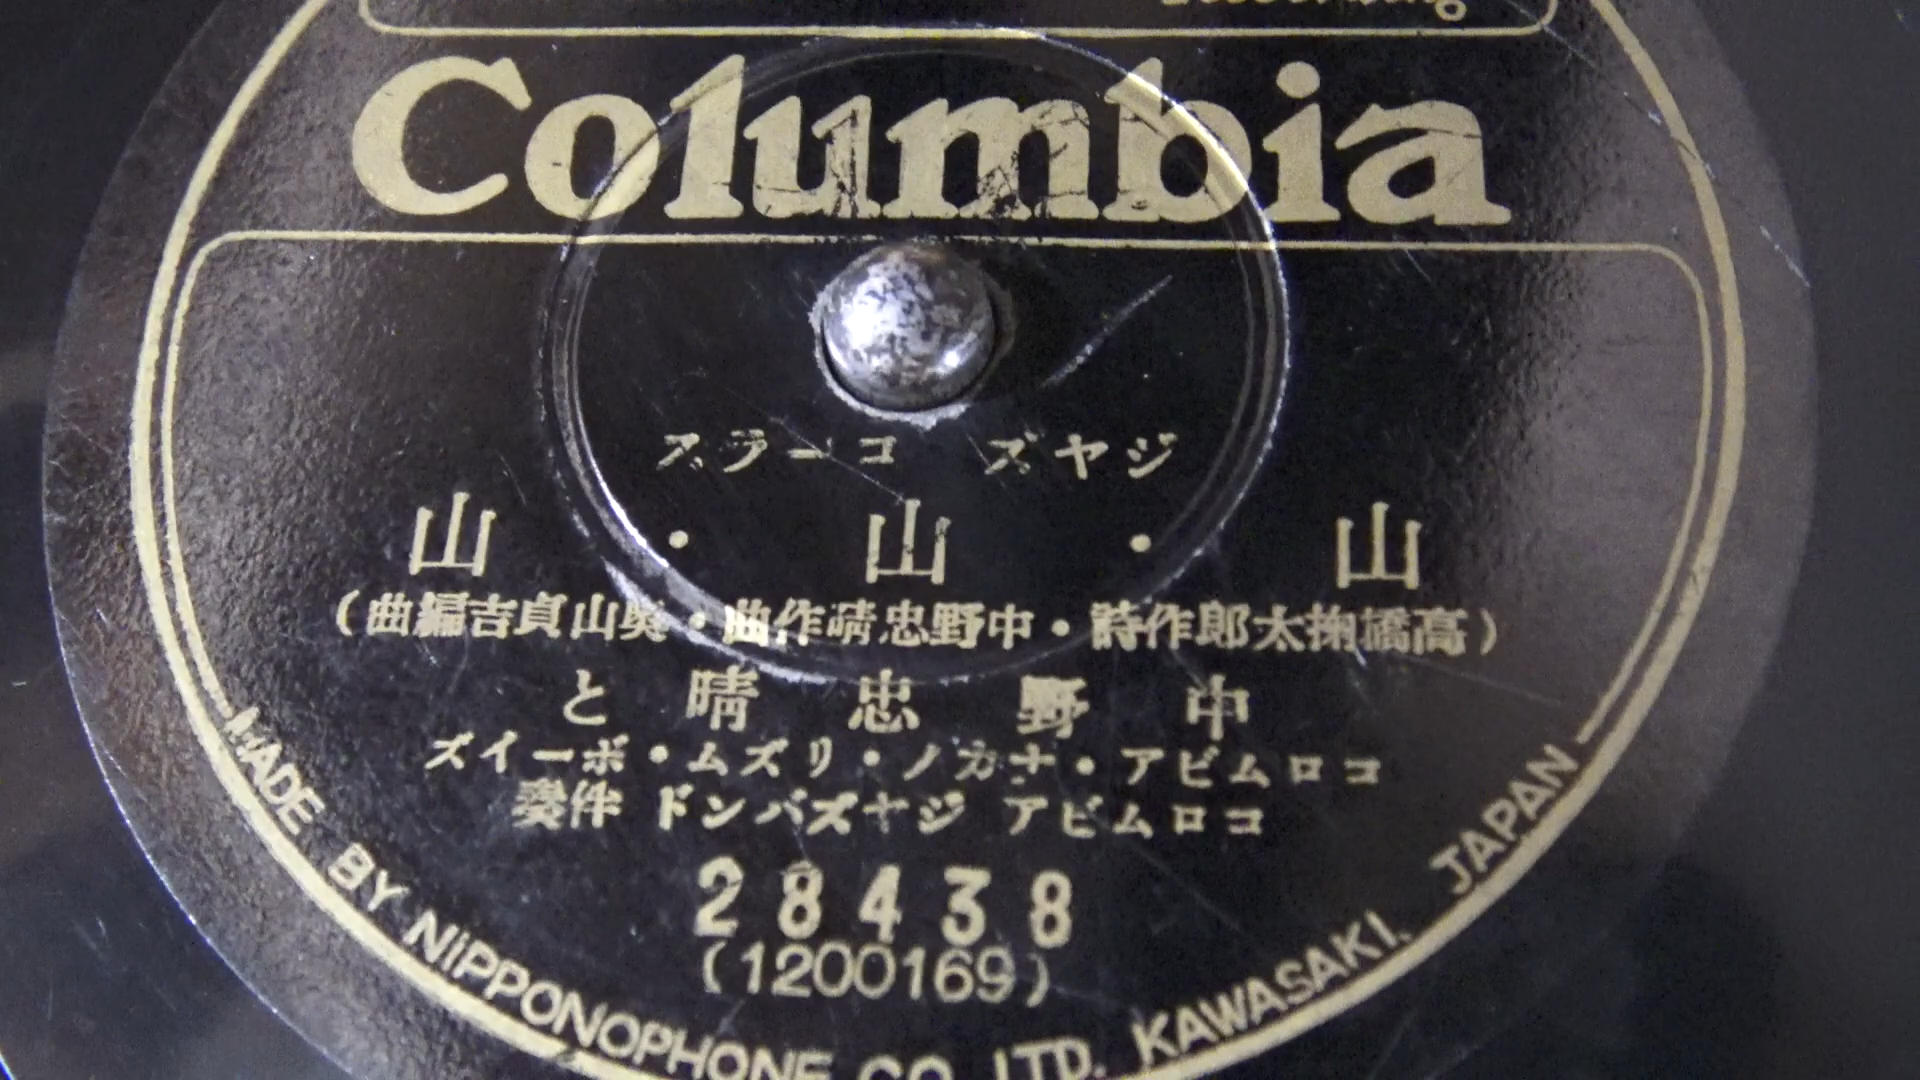 Columbia
ジヤズ コーラス
山・山・山
(高橋掬太郎作詩・中野忠晴作曲・奥山貞吉編曲)
中野忠晴と
コロムビア・ナカノ・リズム・ボーイズ
コロムビア ジヤズバンド 伴奏
28438
(1200169)
MADE BY NIPPONOPHONE CO. LTD. KAWASAKI, JAPAN